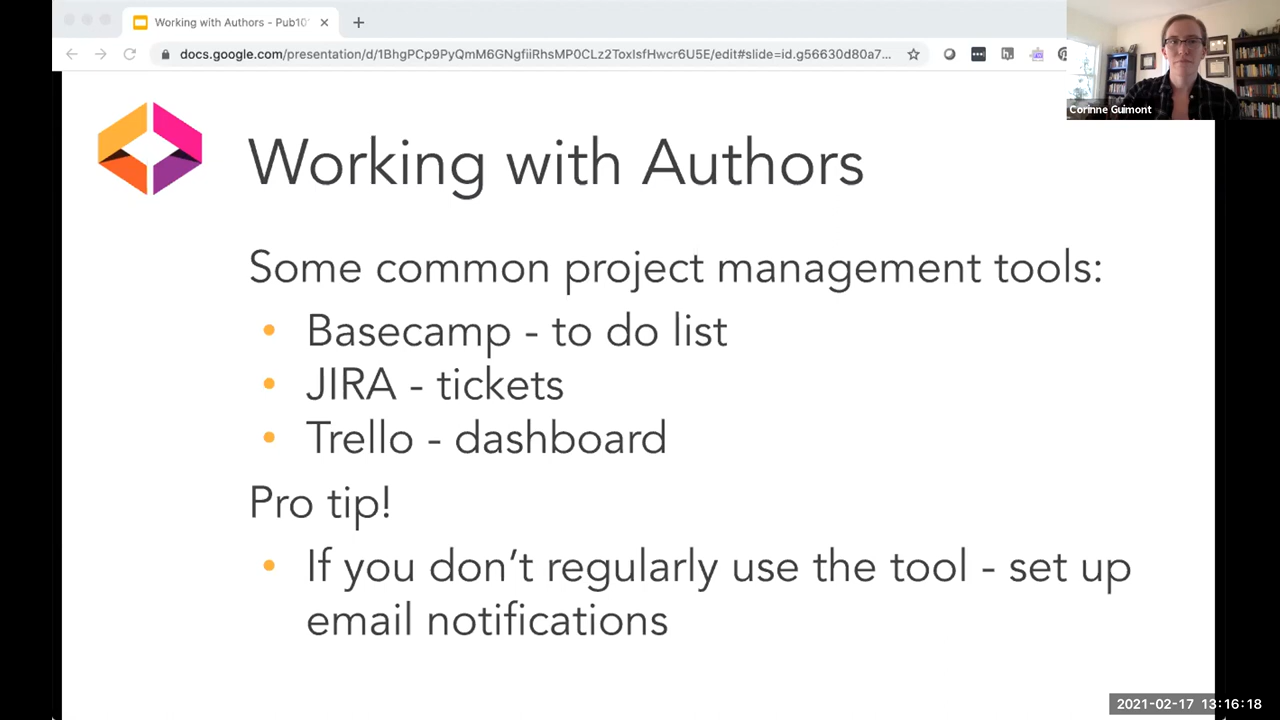 Working with Authors - Pub10
docs.google.com/presentation/d/1BhgPCp9PyQmM6GNgfiiRhsMP0CLz2ToxIsfHwcr6U5E/edit#slide=id.g56630d80a7...
Corinne Guimont
Working with Authors
Some common project management tools:
• Basecamp - to do list
• JIRA - tickets
• Trello - dashboard
Pro tip!
• If you don’t regularly use the tool - set up
email notifications
2021-02-17 13:16:18